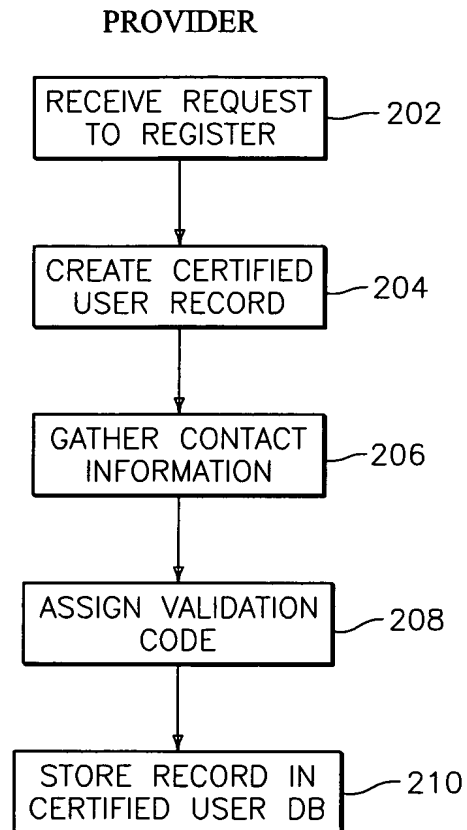 PROVIDER
RECEIVE REQUEST
TO REGISTER
202
CREATE CERTIFIED
USER RECORD
204
GATHER CONTACT
INFORMATION
206
ASSIGN VALIDATION
CODE
208
STORE RECORD IN
CERTIFIED USER DB
210